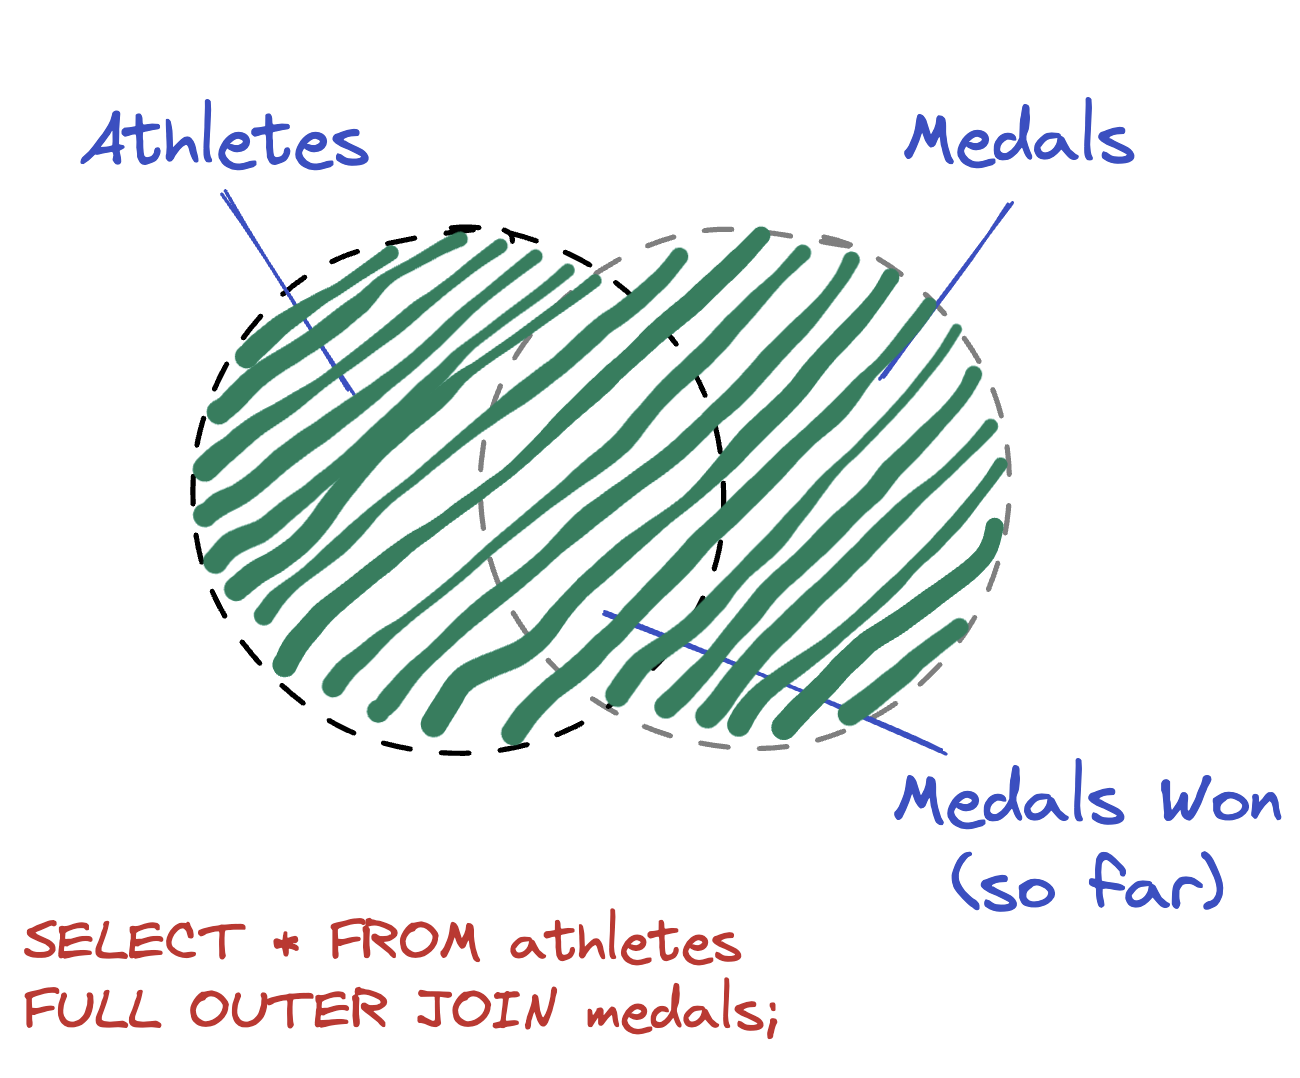 Athletes
Medals
Medals Won
(so far)
SELECT * FROM athletes
FULL OUTER JOIN medals;